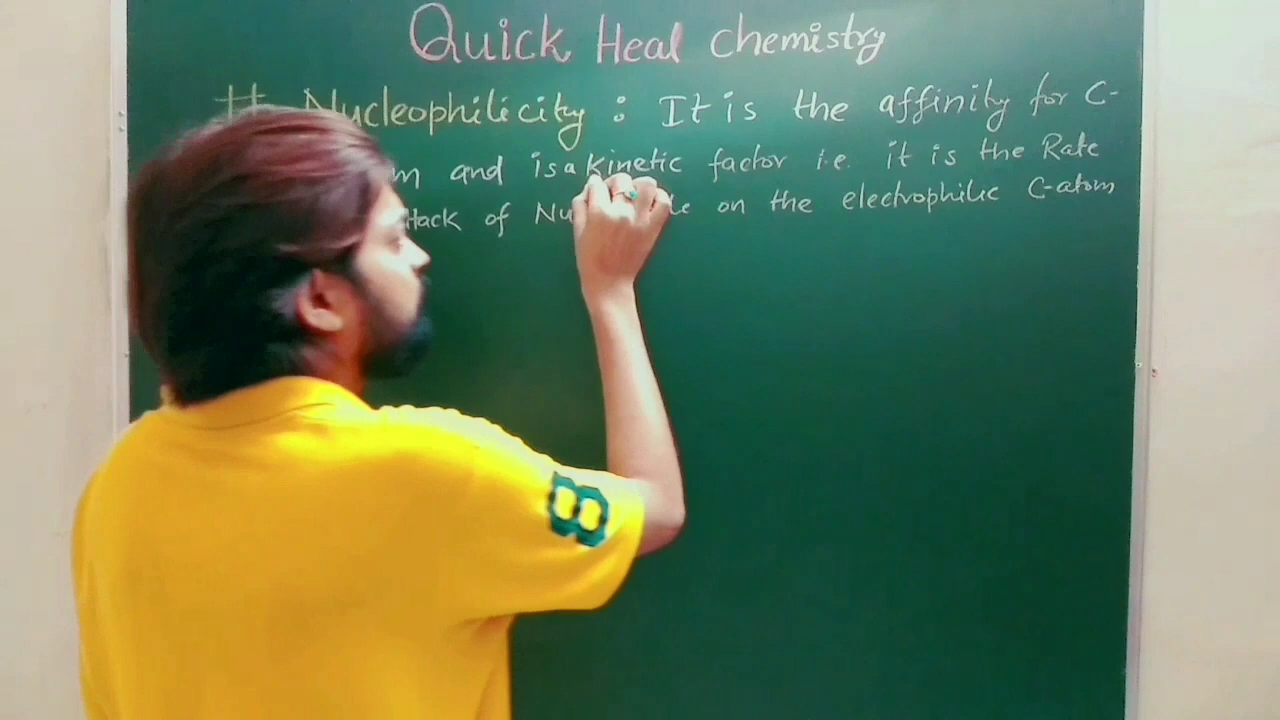 Quick Heal chemistry
# Nucleophilicity : It is the affinity for C-
and is a kinetic factor i.e. it is the Rate
of on the electrophilic C-atom
8